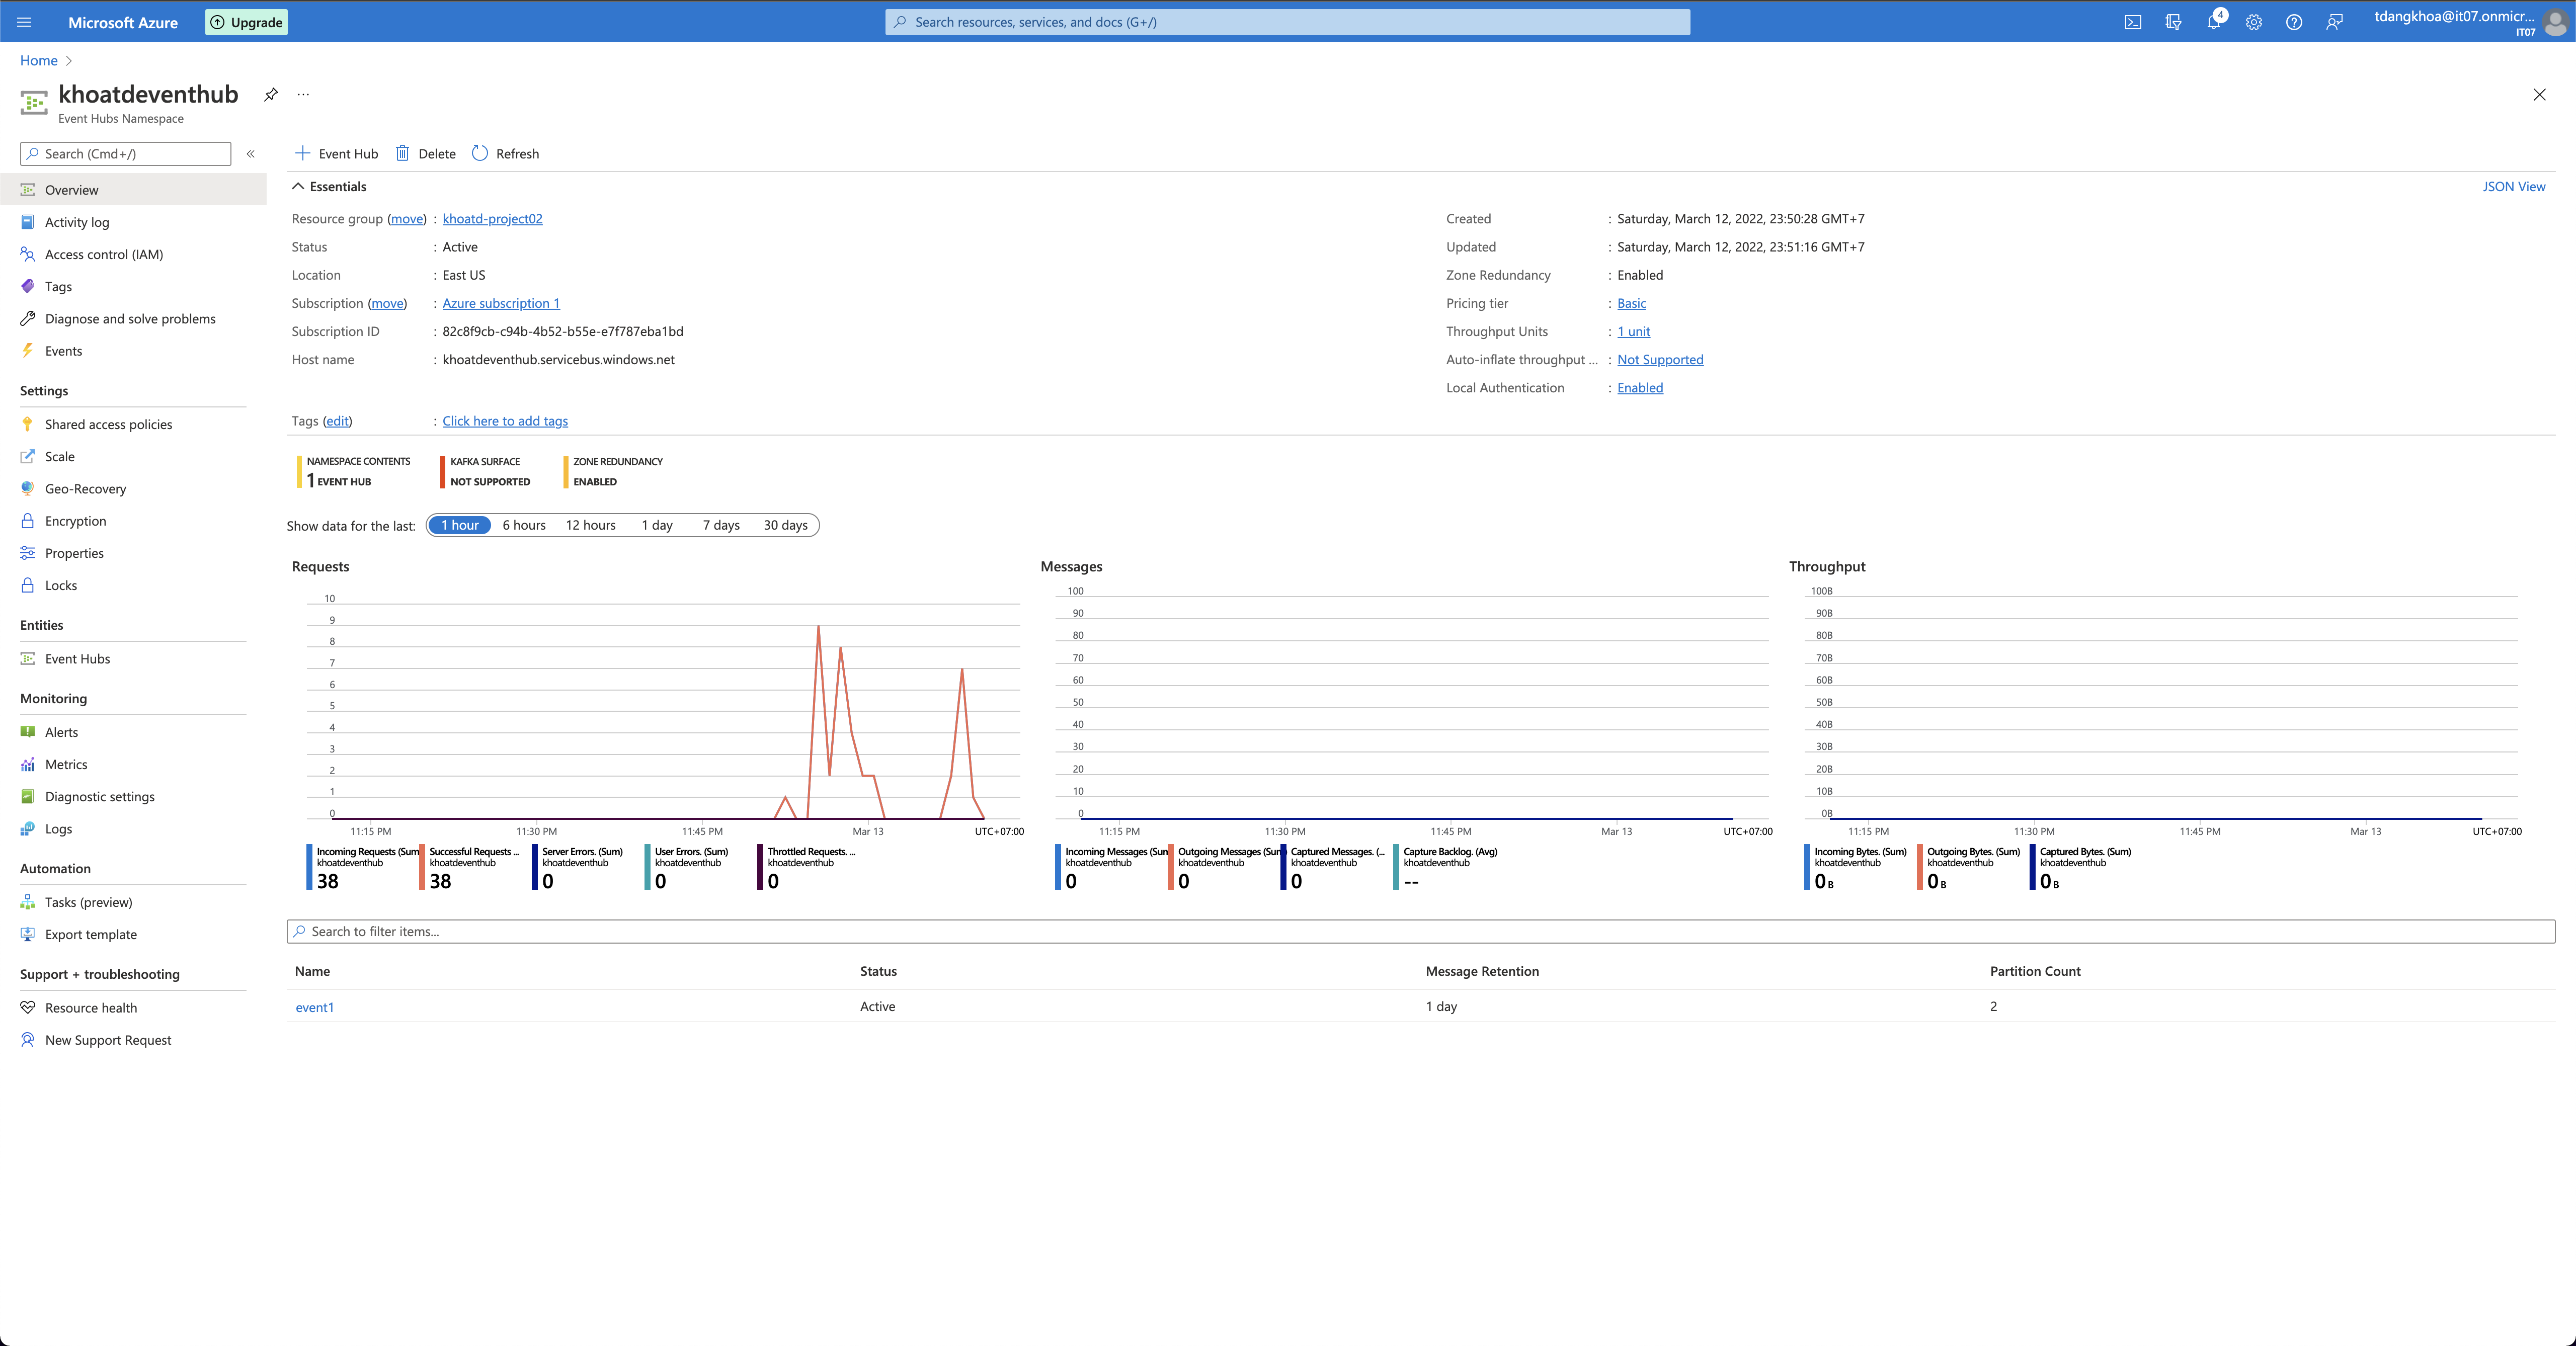 Microsoft Azure
Upgrade
Search resources, services, and docs (G+/)
4
tdangkhoa@it07.onmicr...
IT07
Home
khoatdeventhub
...
Event Hubs Namespace
Search (Cmd+/)
«
Event Hub
Delete
Refresh
Overview
Activity log
Access control (IAM)
Tags
Diagnose and solve problems
Events
Settings
Shared access policies
Scale
Geo-Recovery
Encryption
Properties
Locks
Entities
Event Hubs
Monitoring
Alerts
Metrics
Diagnostic settings
Logs
Automation
Tasks (preview)
Export template
Support + troubleshooting
Resource health
New Support Request
Essentials
JSON View
Resource group (move) : khoatd-project02
Status : Active
Location : East US
Subscription (move) : Azure subscription 1
Subscription ID : 82c8f9cb-c94b-4b52-b55e-e7f787eba1bd
Host name : khoatdeventhub.servicebus.windows.net
Created : Saturday, March 12, 2022, 23:50:28 GMT+7
Updated : Saturday, March 12, 2022, 23:51:16 GMT+7
Zone Redundancy : Enabled
Pricing tier : Basic
Throughput Units : 1 unit
Auto-inflate throughput ... : Not Supported
Local Authentication : Enabled
Tags (edit) : Click here to add tags
NAMESPACE CONTENTS
1 EVENT HUB
KAFKA SURFACE
NOT SUPPORTED
ZONE REDUNDANCY
ENABLED
Show data for the last: 1 hour 6 hours 12 hours 1 day 7 days 30 days
Requests
10
9
8
7
6
5
4
3
2
1
0
11:15 PM 11:30 PM 11:45 PM Mar 13 UTC+07:00
Incoming Requests (Sum
khoatdeventhub
38
Successful Requests ...
khoatdeventhub
38
Server Errors. (Sum)
khoatdeventhub
0
User Errors. (Sum)
khoatdeventhub
0
Throttled Requests. ...
khoatdeventhub
0
Messages
100
90
80
70
60
50
40
30
20
10
0
11:15 PM 11:30 PM 11:45 PM Mar 13 UTC+07:00
Incoming Messages (Sun
khoatdeventhub
0
Outgoing Messages (Sun
khoatdeventhub
0
Captured Messages. (...
khoatdeventhub
0
Capture Backlog. (Avg)
khoatdeventhub
--
Throughput
100B
90B
80B
70B
60B
50B
40B
30B
20B
10B
0B
11:15 PM 11:30 PM 11:45 PM Mar 13 UTC+07:00
Incoming Bytes. (Sum)
khoatdeventhub
0 B
Outgoing Bytes. (Sum)
khoatdeventhub
0 B
Captured Bytes. (Sum)
khoatdeventhub
0 B
Search to filter items...
Name Status Message Retention Partition Count
event1 Active 1 day 2